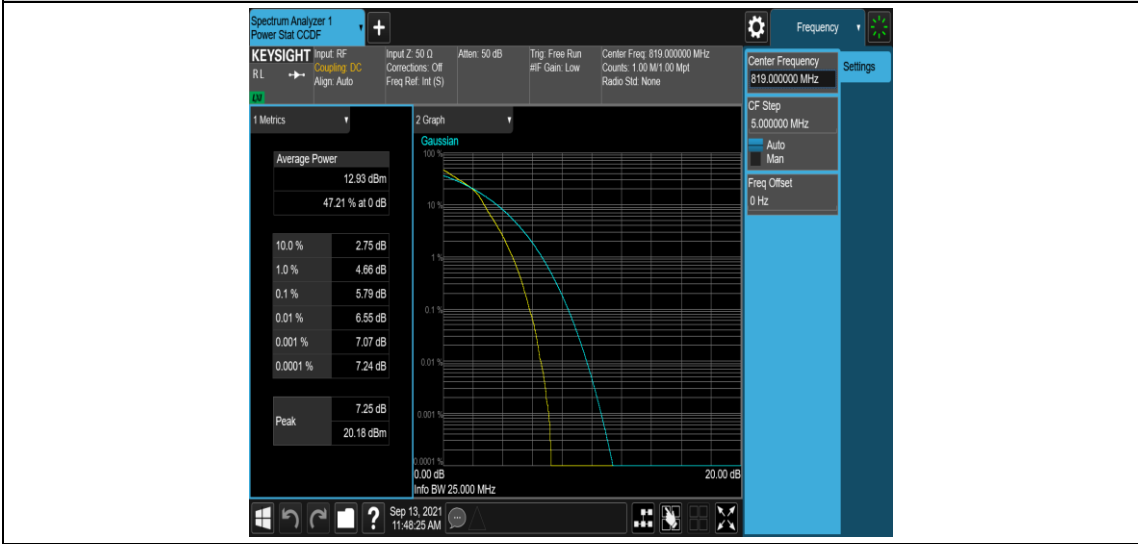 Spectrum Analyzer 1
Power Stat CCDF
+
Frequency
KEYSIGHT
RL
LXI
Input: RF
Coupling: DC
Align: Auto
Input Z: 50 Ω
Corrections: Off
Freq Ref: Int (S)
Atten: 50 dB
Trig: Free Run
#IF Gain: Low
Center Freq: 819.000000 MHz
Counts: 1.00 M/1.00 Mpt
Radio Std: None
Center Frequency
819.000000 MHz
Settings
CF Step
5.000000 MHz
Auto
Man
Freq Offset
0 Hz
1 Metrics
Average Power
12.93 dBm
47.21 % at 0 dB
10.0 % 2.75 dB
1.0 % 4.66 dB
0.1 % 5.79 dB
0.01 % 6.55 dB
0.001 % 7.07 dB
0.0001 % 7.24 dB
Peak
7.25 dB
20.18 dBm
2 Graph
Gaussian
100 %
10 %
1 %
0.1 %
0.01 %
0.001 %
0.0001 %
0.00 dB 20.00 dB
Info BW 25.000 MHz
?
Sep 13, 2021
11:48:25 AM